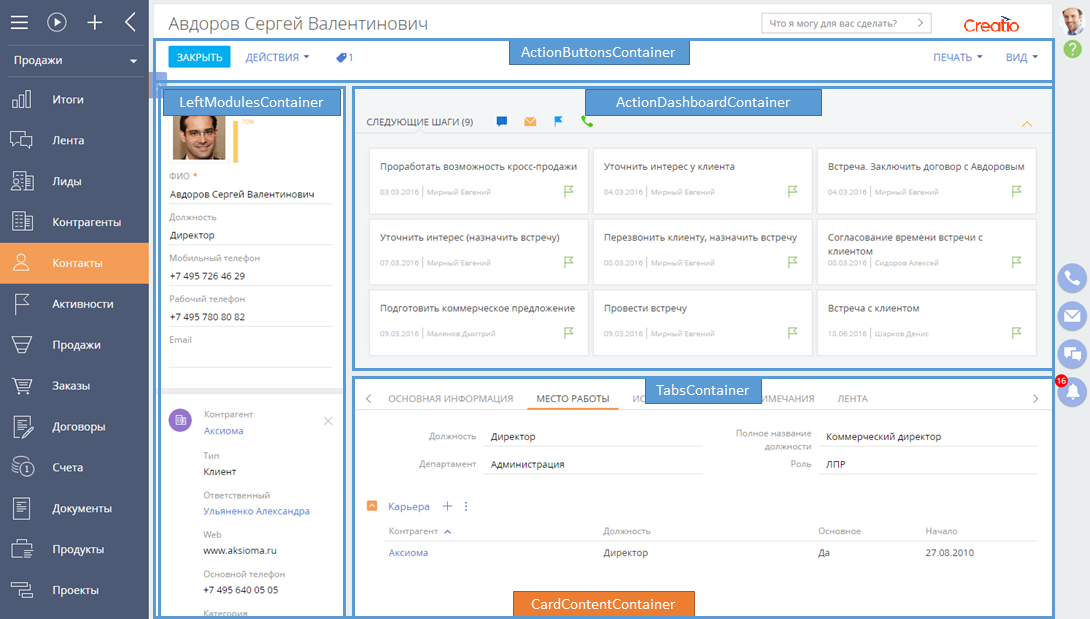 Авдоров Сергей Валентинович
Что я могу для вас сделать?
Creatio
ЗАКРЫТЬ
ДЕЙСТВИЯ
1
ActionButtonsContainer
ПЕЧАТЬ
ВИД
Продажи
Итоги
Лента
Лиды
Контрагенты
Контакты
Активности
Продажи
Заказы
Договоры
Счета
Документы
Продукты
Проекты
LeftModulesContainer
70%
ФИО *
Авдоров Сергей Валентинович
Должность
Директор
Мобильный телефон
+7 495 726 46 29
Рабочий телефон
+7 495 780 80 82
Email
Контрагент
Аксиома
Тип
Клиент
Ответственный
Ульяненко Александра
Web
www.aksioma.ru
Основной телефон
+7 495 640 05 05
Категория
ActionDashboardContainer
СЛЕДУЮЩИЕ ШАГИ (9)
Проработать возможность кросс-продажи
03.03.2016 | Мирный Евгений
Уточнить интерес у клиента
04.03.2016 | Мирный Евгений
Встреча. Заключить договор с Авдоровым
04.03.2016 | Мирный Евгений
Уточнить интерес (назначить встречу)
07.03.2016 | Мирный Евгений
Перезвонить клиенту, назначить встречу
08.03.2016 | Мирный Евгений
Согласование времени встречи с
клиентом
08.03.2016 | Сидоров Алексей
Подготовить коммерческое предложение
09.03.2016 | Малянов Дмитрий
Провести встречу
09.03.2016 | Мирный Евгений
Встреча с клиентом
18.06.2016 | Шарков Денис
16
TabsContainer
ОСНОВНАЯ ИНФОРМАЦИЯ
МЕСТО РАБОТЫ
ЛЕНТА
Должность
Директор
Полное название
должности
Коммерческий директор
Департамент
Администрация
Роль
ЛПР
Карьера
Контрагент
Должность
Основное
Начало
Аксиома
Директор
Да
27.08.2010
CardContentContainer